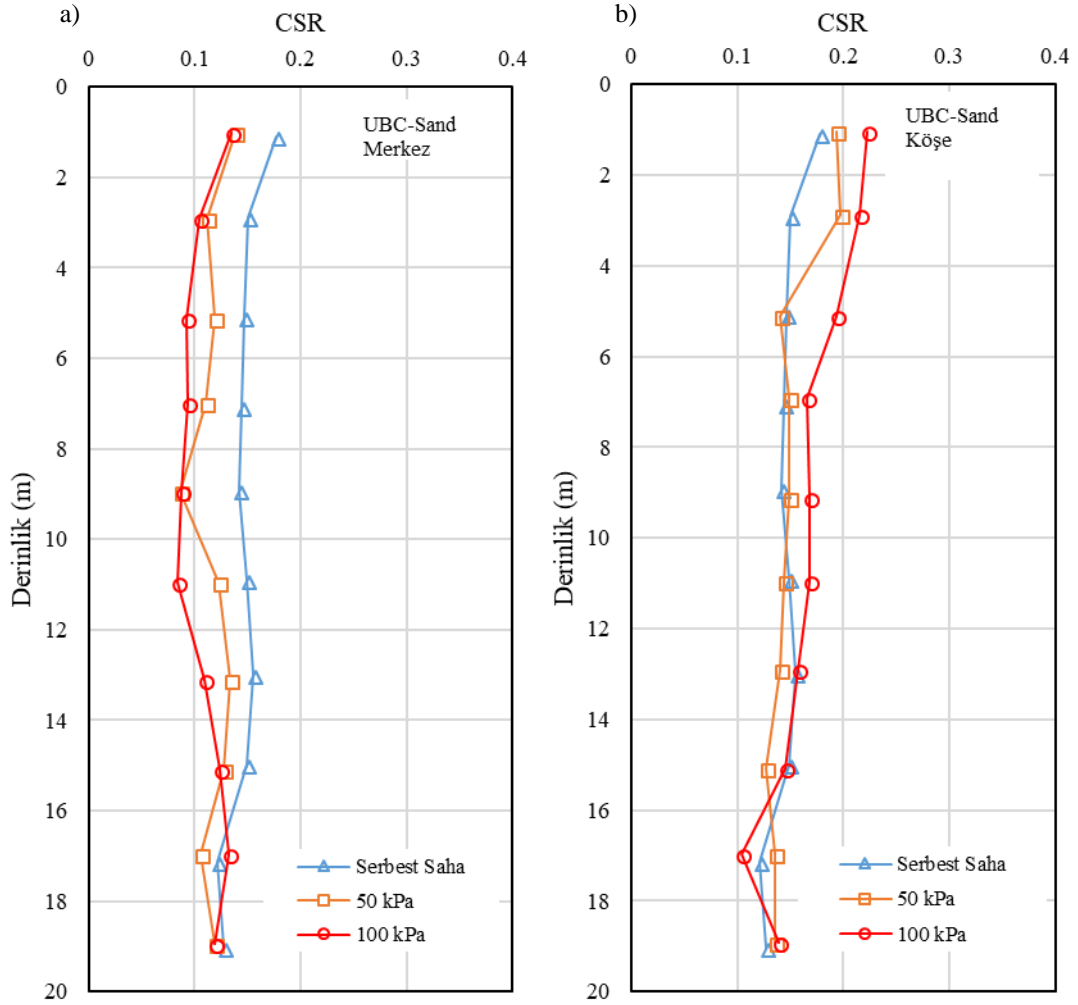 a)
CSR
0 0.1 0.2 0.3 0.4
0
2
4
6
8
10
12
14
16
18
20
Derinlik (m)
UBC-Sand
Merkez
Serbest Saha
50 kPa
100 kPa
b)
CSR
0 0.1 0.2 0.3 0.4
0
2
4
6
8
10
12
14
16
18
20
Derinlik (m)
UBC-Sand
Köşe
Serbest Saha
50 kPa
100 kPa